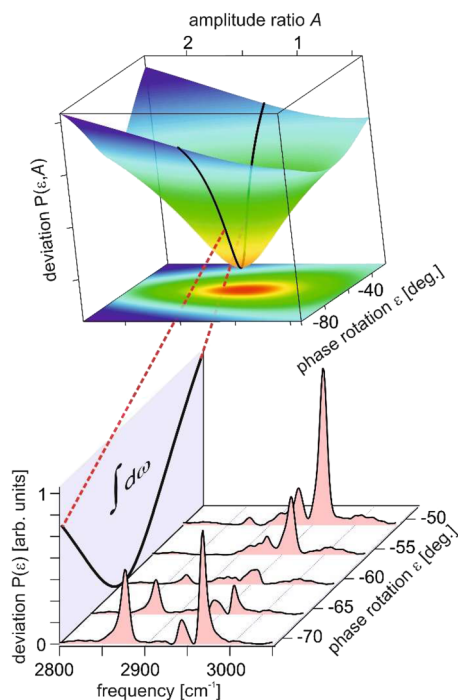 amplitude ratio A
2 1
deviation P(ε,A)
-40
-80
phase rotation ε [deg.]
∫dω
deviation P(ε) [arb. units]
1
0
-50
-55
-60
-65
-70
phase rotation ε [deg.]
2800 2900 3000
frequency [cm⁻¹]